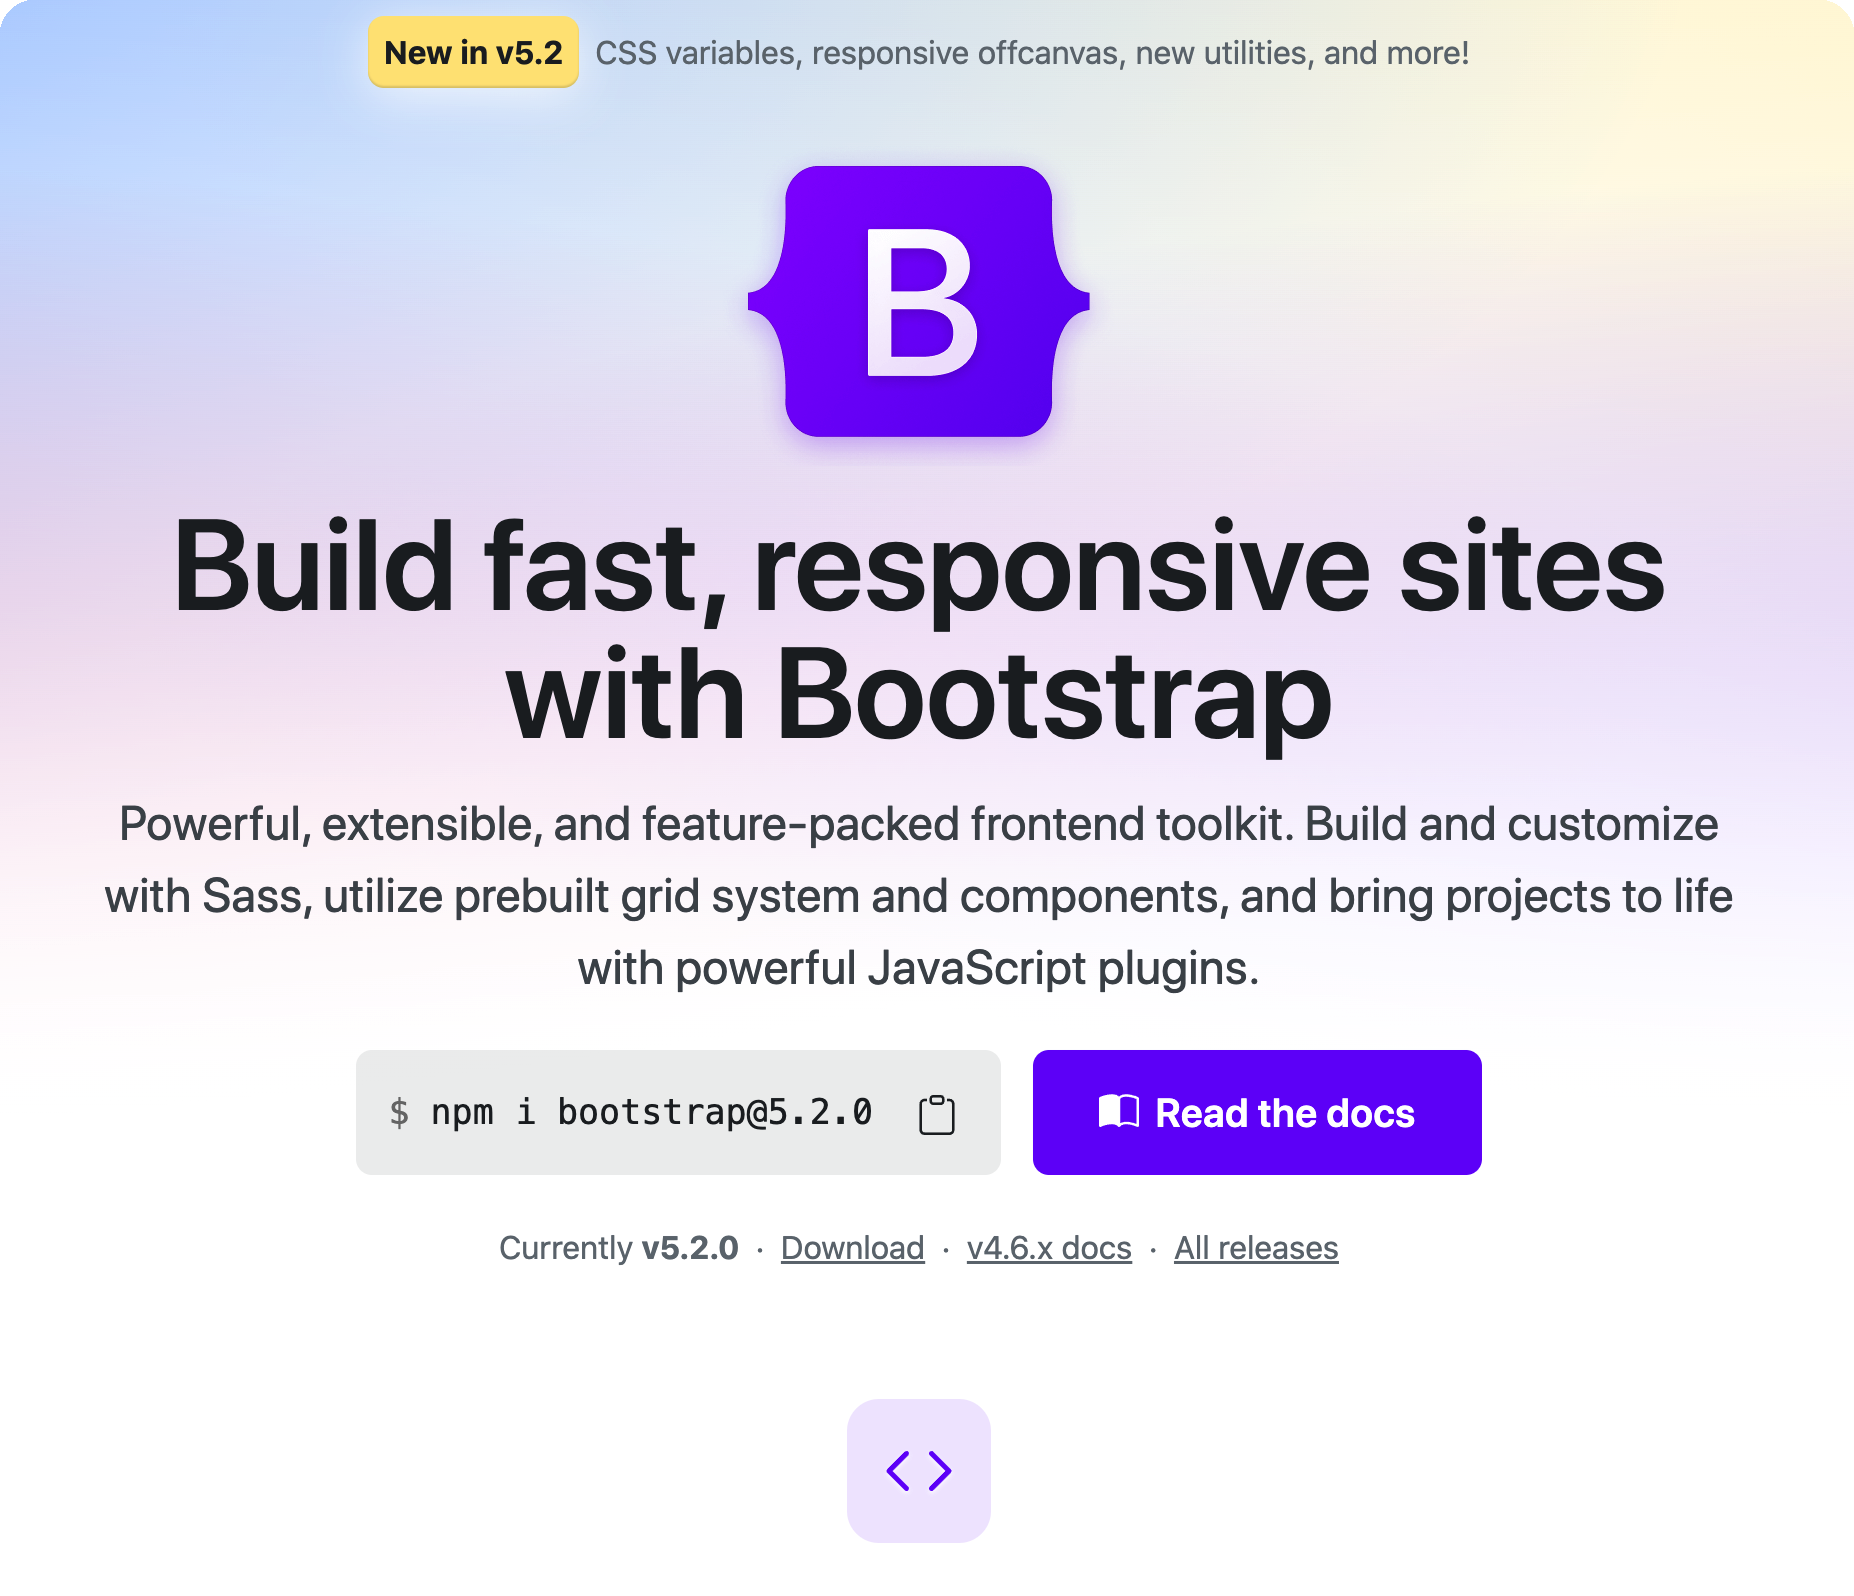 New in v5.2 CSS variables, responsive offcanvas, new utilities, and more!
B
Build fast, responsive sites
with Bootstrap
Powerful, extensible, and feature-packed frontend toolkit. Build and customize
with Sass, utilize prebuilt grid system and components, and bring projects to life
with powerful JavaScript plugins.
$ npm i bootstrap@5.2.0
Read the docs
Currently v5.2.0 · Download · v4.6.x docs · All releases